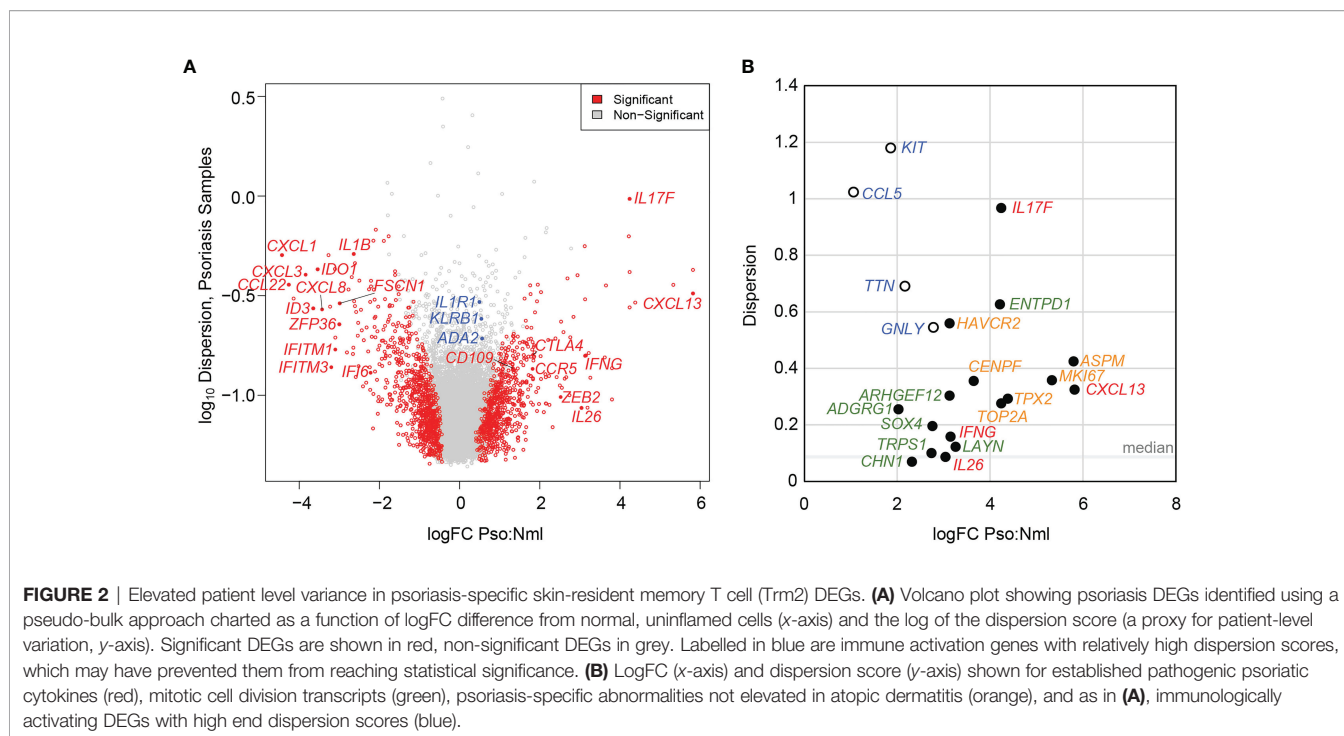 A
B
log10 Dispersion, Psoriasis Samples
0.5
0.0
−0.5
−1.0
Significant
Non−Significant
IL17F
CXCL1
IL1B
CXCL3
IDO1
CCL22
CXCL8
FSCN1
ID3
ZFP36
IFITM1
IFITM3
IFI6
IL1R1
KLRB1
ADA2
CD109
CTLA4
CCR5
IFNG
ZEB2
IL26
CXCL13
−4
−2
0
2
4
6
logFC Pso:Nml
Dispersion
1.4
1.2
1
0.8
0.6
0.4
0.2
0
KIT
CCL5
IL17F
TTN
ENTPD1
GNLY
HAVCR2
ASPM
CENPF
MKI67
CXCL13
ARHGEF12
TPX2
ADGRG1
TOP2A
SOX4
IFNG
TRPS1
LAYN
CHN1
IL26
median
0
2
4
6
8
logFC Pso:Nml
FIGURE 2 | Elevated patient level variance in psoriasis-specific skin-resident memory T cell (Trm2) DEGs. (A) Volcano plot showing psoriasis DEGs identified using a
pseudo-bulk approach charted as a function of logFC difference from normal, uninflamed cells (x-axis) and the log of the dispersion score (a proxy for patient-level
variation, y-axis). Significant DEGs are shown in red, non-significant DEGs in grey. Labelled in blue are immune activation genes with relatively high dispersion scores,
which may have prevented them from reaching statistical significance. (B) LogFC (x-axis) and dispersion score (y-axis) shown for established pathogenic psoriatic
cytokines (red), mitotic cell division transcripts (green), psoriasis-specific abnormalities not elevated in atopic dermatitis (orange), and as in (A), immunologically
activating DEGs with high end dispersion scores (blue).